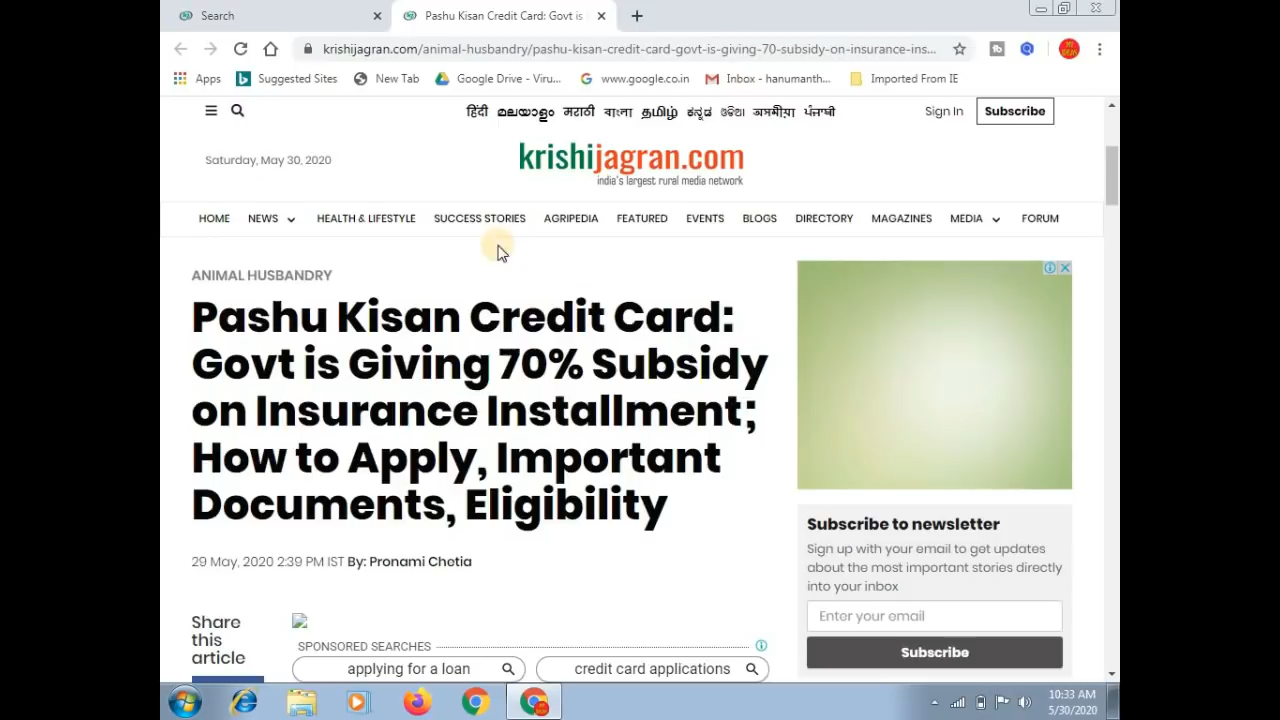 Search
Pashu Kisan Credit Card: Govt is
krishijagran.com/animal-husbandry/pashu-kisan-credit-card-govt-is-giving-70-subsidy-on-insurance-ins...
Apps Suggested Sites New Tab Google Drive - Viru... www.google.co.in Inbox - hanumanth... Imported From IE
हिंदी മലയാളം मराठी বাংলা தமிழ் ಕನ್ನಡ ଓଡିଆ অসমীয়া ਪੰਜਾਬੀ Sign In Subscribe
Saturday, May 30, 2020
krishijagran.com
india's largest rural media network
HOME NEWS HEALTH & LIFESTYLE SUCCESS STORIES AGRIPEDIA FEATURED EVENTS BLOGS DIRECTORY MAGAZINES MEDIA FORUM
ANIMAL HUSBANDRY
Pashu Kisan Credit Card:
Govt is Giving 70% Subsidy
on Insurance Installment;
How to Apply, Important
Documents, Eligibility
29 May, 2020 2:39 PM IST By: Pronami Chetia
Share
this
article
SPONSORED SEARCHES
applying for a loan
credit card applications
Subscribe to newsletter
Sign up with your email to get updates
about the most important stories directly
into your inbox
Enter your email
Subscribe
10:33 AM
5/30/2020